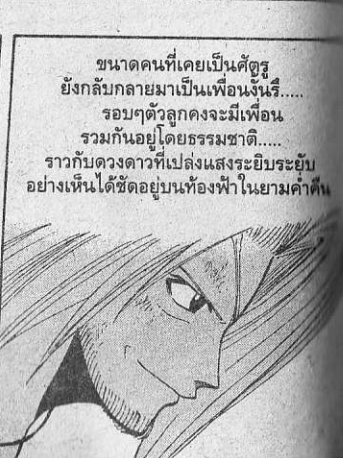 ขนาดคนที่เคยเป็นศัตรู
ยังกลับกลายมาเป็นเพื่อนงั้นรึ.....
รอบๆตัวลูกคงจะมีเพื่อน
รวมกันอยู่โดยธรรมชาติ.....
ราวกับดวงดาวที่เปล่งแสงระยิบระยับ
อย่างเห็นได้ชัดอยู่บนท้องฟ้าในยามค่ำคืน